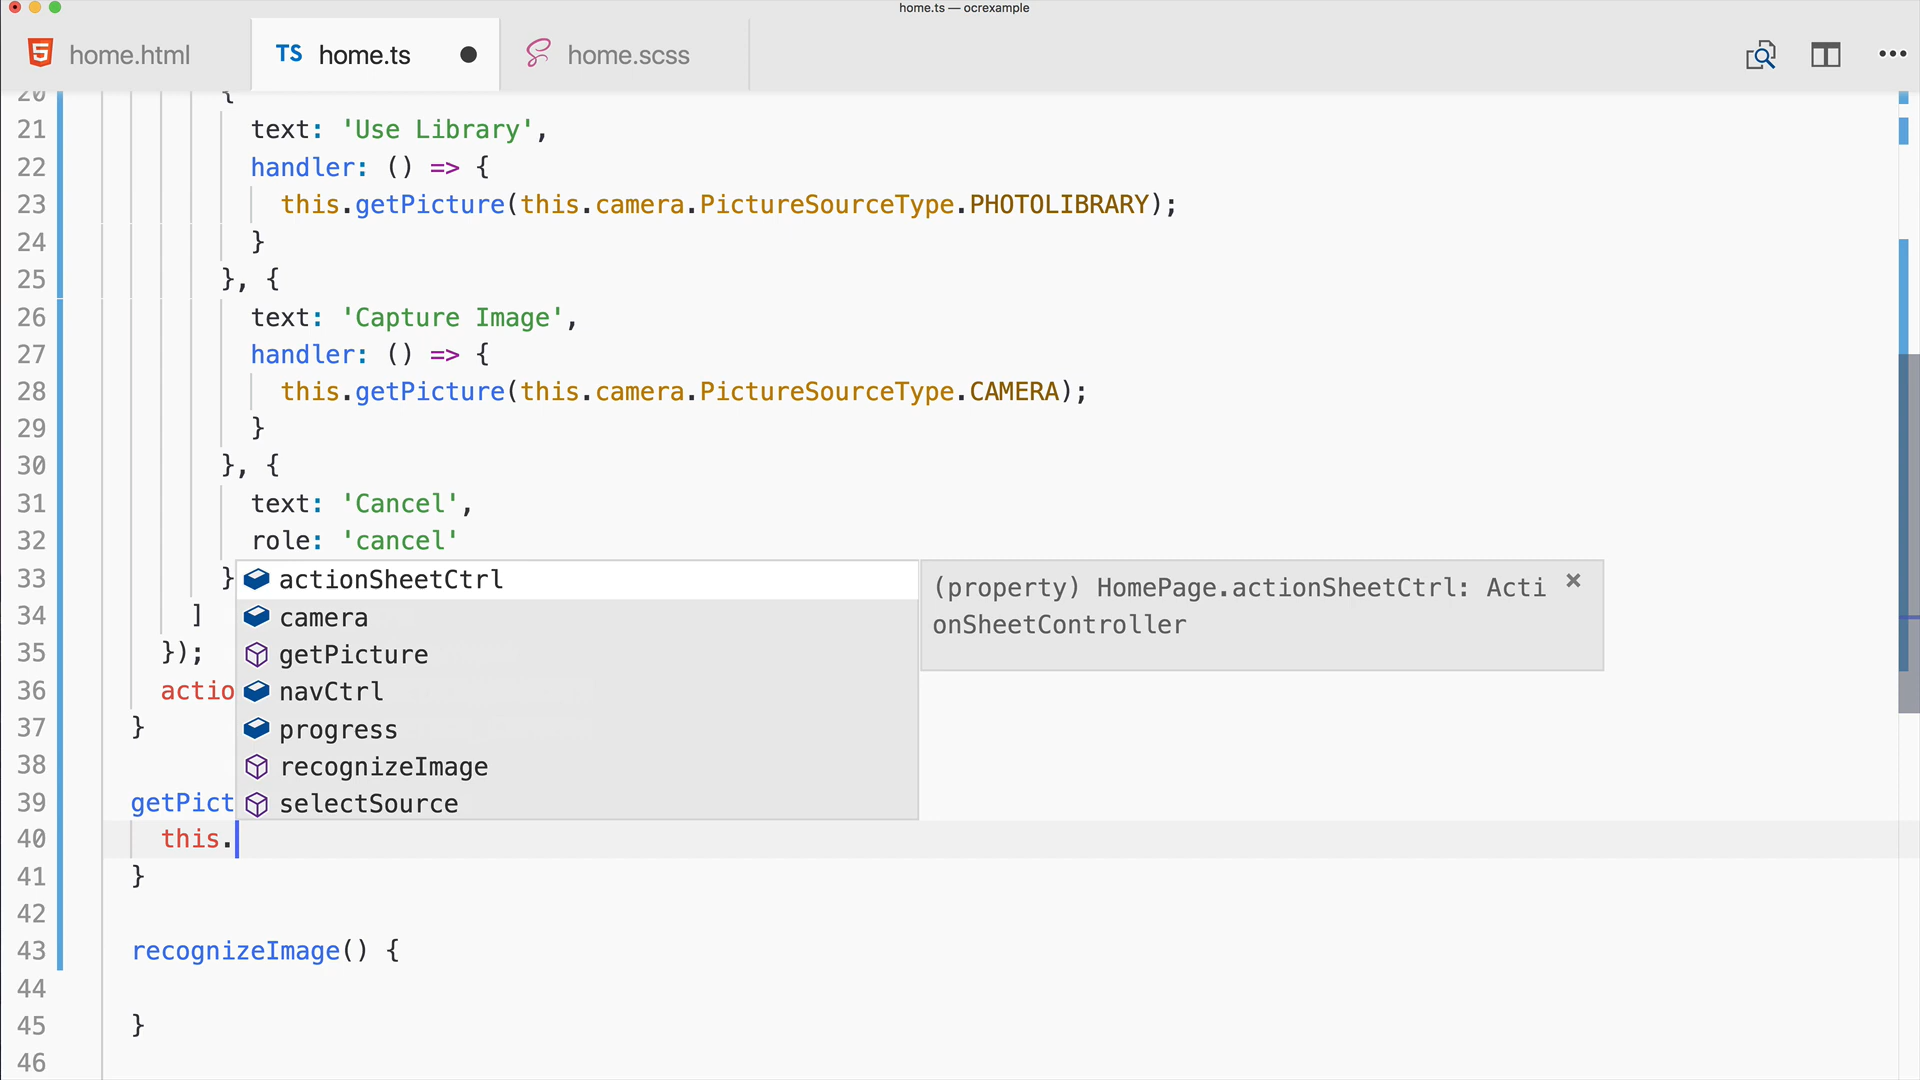 home.ts — ocrexample
home.html
TS home.ts
home.scss
20 {
21 text: 'Use Library',
22 handler: () => {
23 this.getPicture(this.camera.PictureSourceType.PHOTOLIBRARY);
24 }
25 }, {
26 text: 'Capture Image',
27 handler: () => {
28 this.getPicture(this.camera.PictureSourceType.CAMERA);
29 }
30 }, {
31 text: 'Cancel',
32 role: 'cancel'
33 }
34 ]
35 });
36 actio
37 }
38
39 getPict
40 this.
41 }
42
43 recognizeImage() {
44
45 }
46
actionSheetCtrl
camera
getPicture
navCtrl
progress
recognizeImage
selectSource
(property) HomePage.actionSheetCtrl: Acti
onSheetController